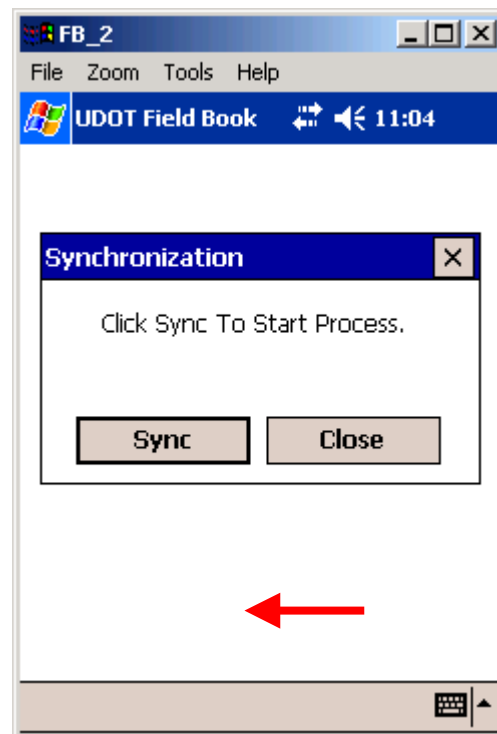 FB_2
File Zoom Tools Help
UDOT Field Book 11:04
Synchronization
Click Sync To Start Process.
Sync Close